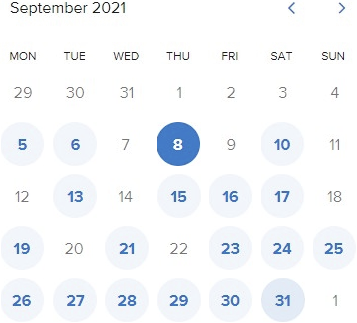 September 2021
MON TUE WED THU FRI SAT SUN
29 30 31 1 2 3 4
5 6 7 8 9 10 11
12 13 14 15 16 17 18
19 20 21 22 23 24 25
26 27 28 29 30 31 1